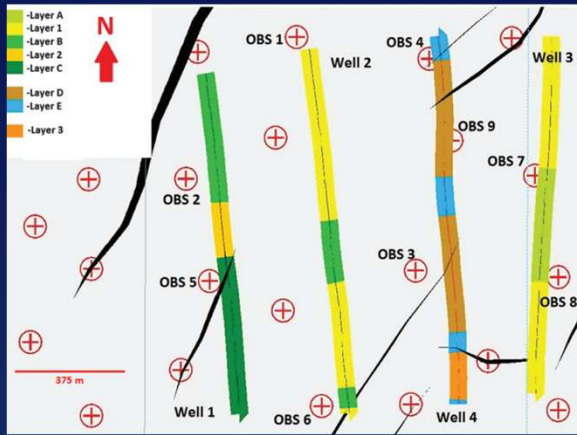 -Layer A
-Layer 1
-Layer B
-Layer 2
-Layer C
-Layer D
-Layer E
-Layer 3
N
OBS 1
Well 2
OBS 4
Well 3
OBS 9
OBS 7
OBS 2
OBS 3
OBS 5
OBS 8
375 m
Well 1
OBS 6
Well 4